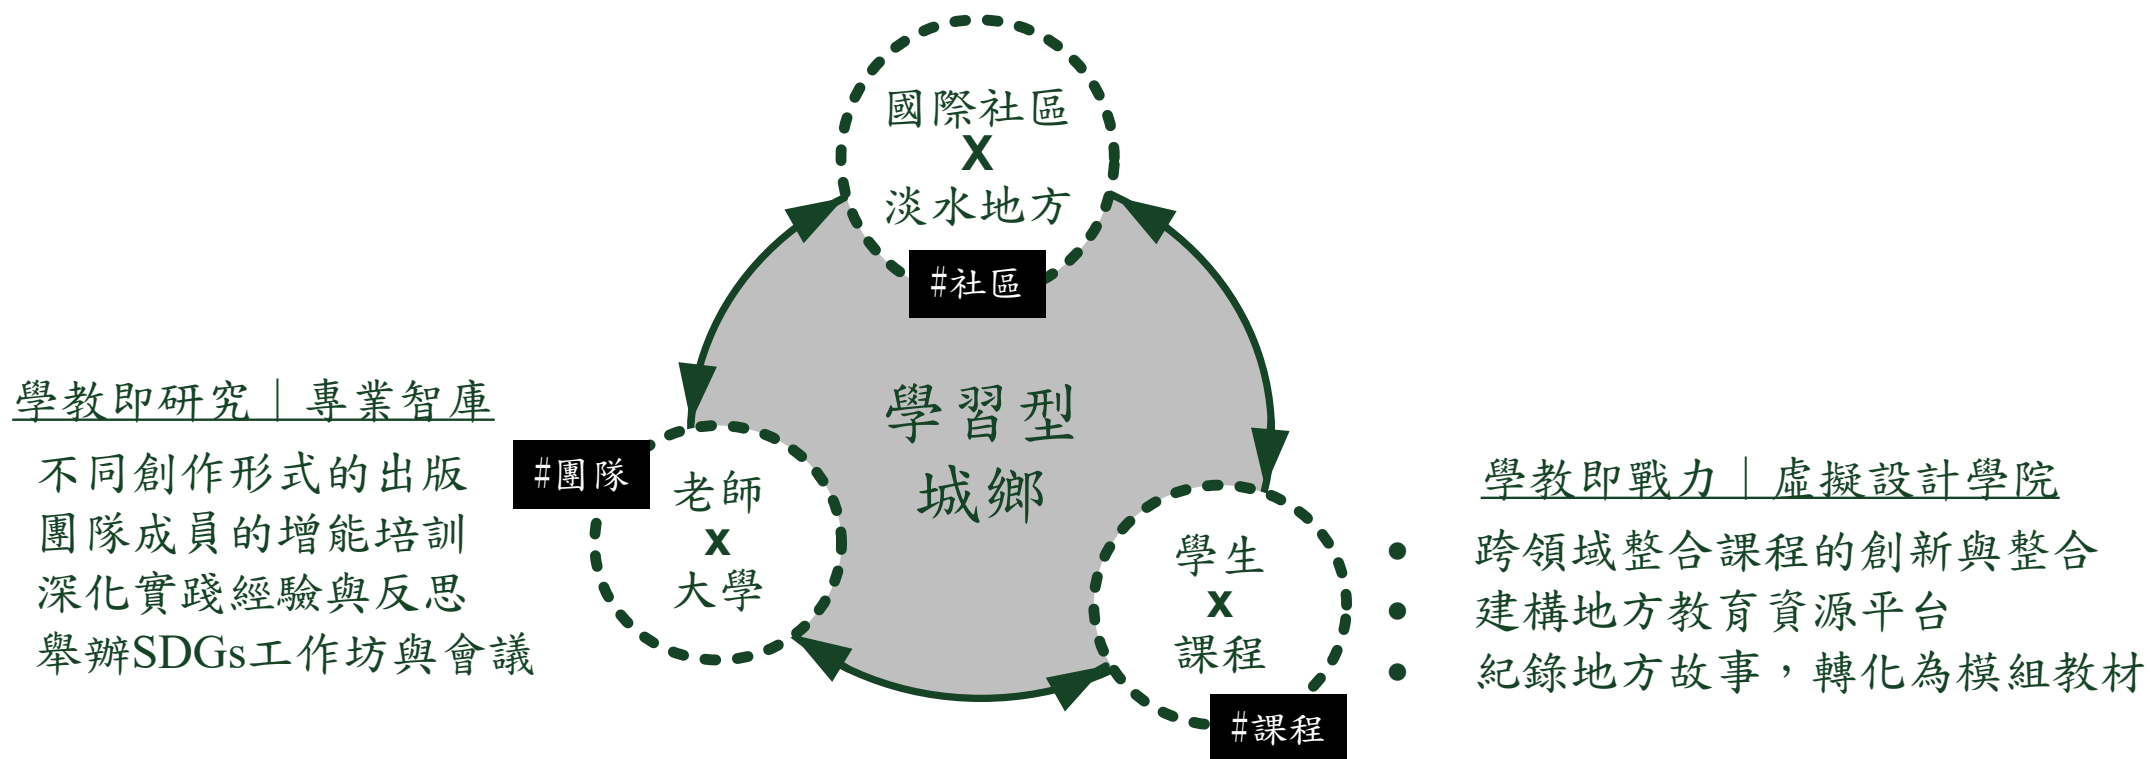 國際社區
X
淡水地方
#社區
學習型
城鄉
學教即研究｜專業智庫
不同創作形式的出版
團隊成員的增能培訓
深化實踐經驗與反思
舉辦SDGs工作坊與會議
#團隊
老師
x
大學
學生
x
課程
#課程
學教即戰力｜虛擬設計學院
• 跨領域整合課程的創新與整合
• 建構地方教育資源平台
• 紀錄地方故事，轉化為模組教材